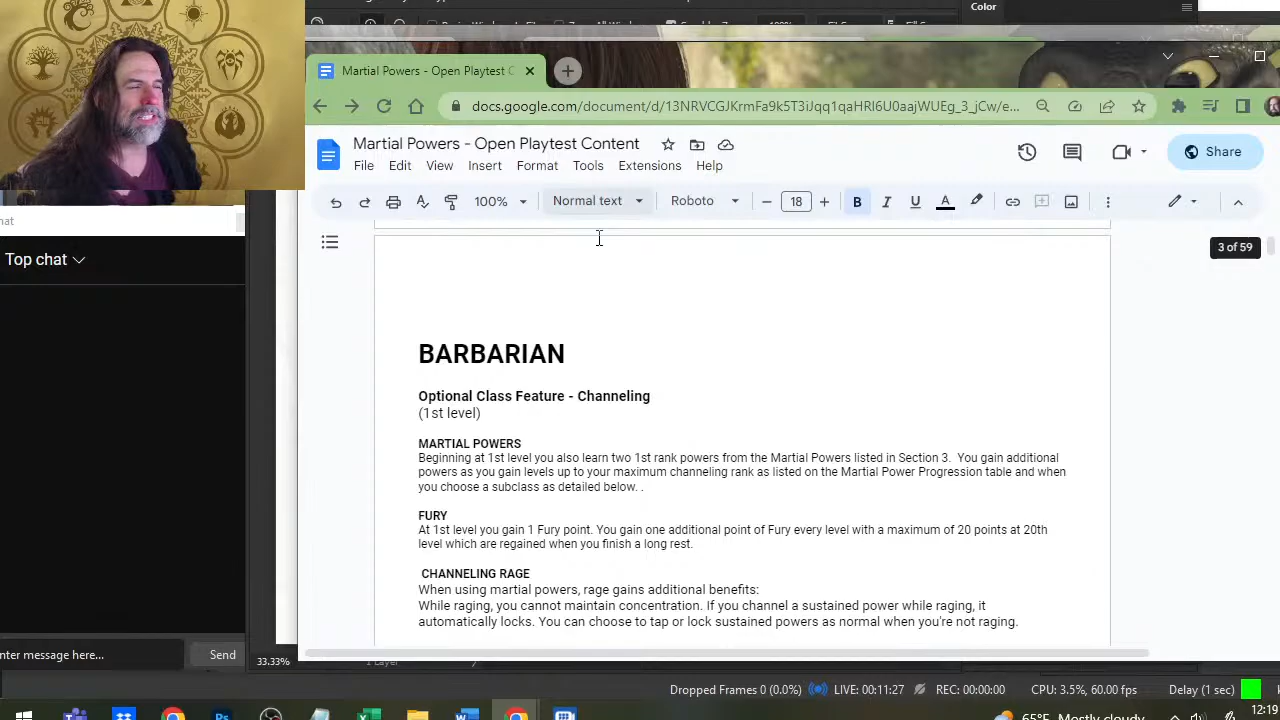 Color
Martial Powers - Open Playtest C
docs.google.com/document/d/13NRVCGJKrmFa9k5T3iJqq1qaHRI6U0aajWUEg_3_jCw/e...
Martial Powers - Open Playtest Content
File Edit View Insert Format Tools Extensions Help
Share
100% Normal text Roboto 18 B I U A
hat
Top chat
3 of 59
BARBARIAN
Optional Class Feature - Channeling
(1st level)
MARTIAL POWERS
Beginning at 1st level you also learn two 1st rank powers from the Martial Powers listed in Section 3. You gain additional
powers as you gain levels up to your maximum channeling rank as listed on the Martial Power Progression table and when
you choose a subclass as detailed below. .
FURY
At 1st level you gain 1 Fury point. You gain one additional point of Fury every level with a maximum of 20 points at 20th
level which are regained when you finish a long rest.
CHANNELING RAGE
When using martial powers, rage gains additional benefits:
While raging, you cannot maintain concentration. If you channel a sustained power while raging, it
automatically locks. You can choose to tap or lock sustained powers as normal when you're not raging.
nter message here...
Send
33.33%
1 Layer
Dropped Frames 0 (0.0%) LIVE: 00:11:27 REC: 00:00:00 CPU: 3.5%, 60.00 fps Delay (1 sec)
65°F Mostly cloudy
12:19